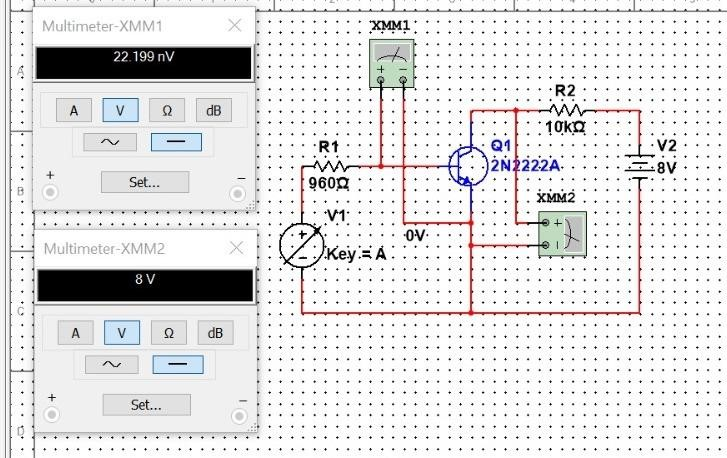 Multimeter-XMM1
22.199 nV
A V Ω dB
Set...
+ −
Multimeter-XMM2
8 V
A V Ω dB
Set...
+ −
A
B
C
D
XMM1
+ −
R1
960Ω
V1
+
−
Key = A
0V
Q1
2N2222A
R2
10kΩ
V2
8V
XMM2